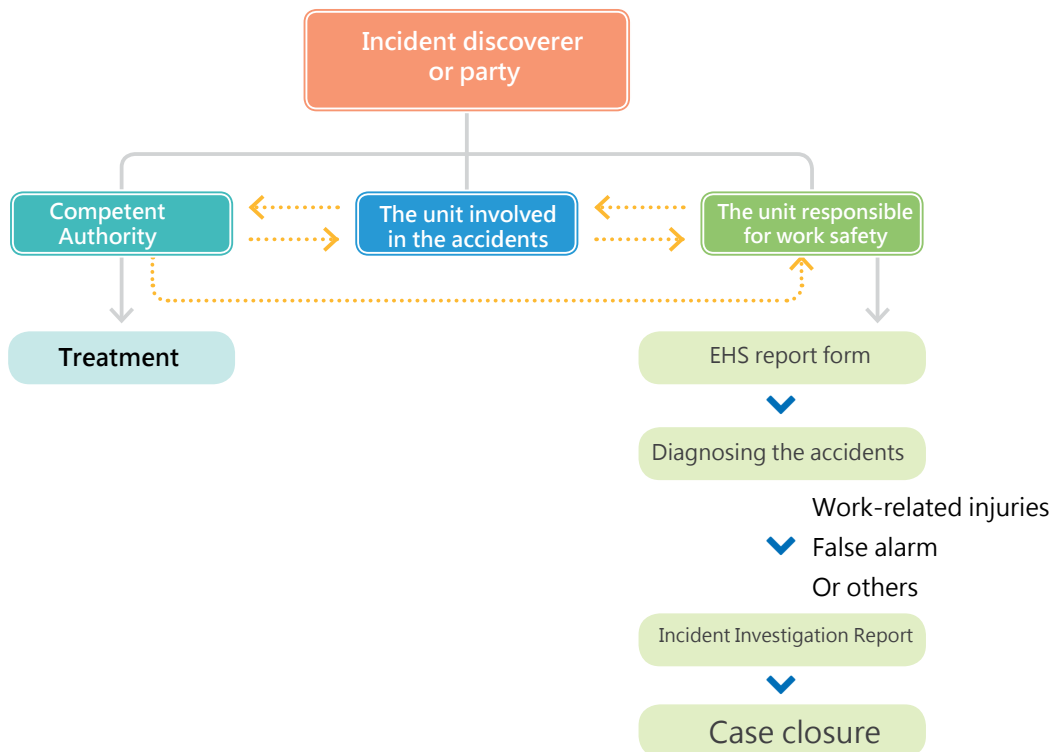 Incident discoverer
or party
Competent
Authority
The unit involved
in the accidents
The unit responsible
for work safety
Treatment
EHS report form
Diagnosing the accidents
Work-related injuries
False alarm
Or others
Incident Investigation Report
Case closure